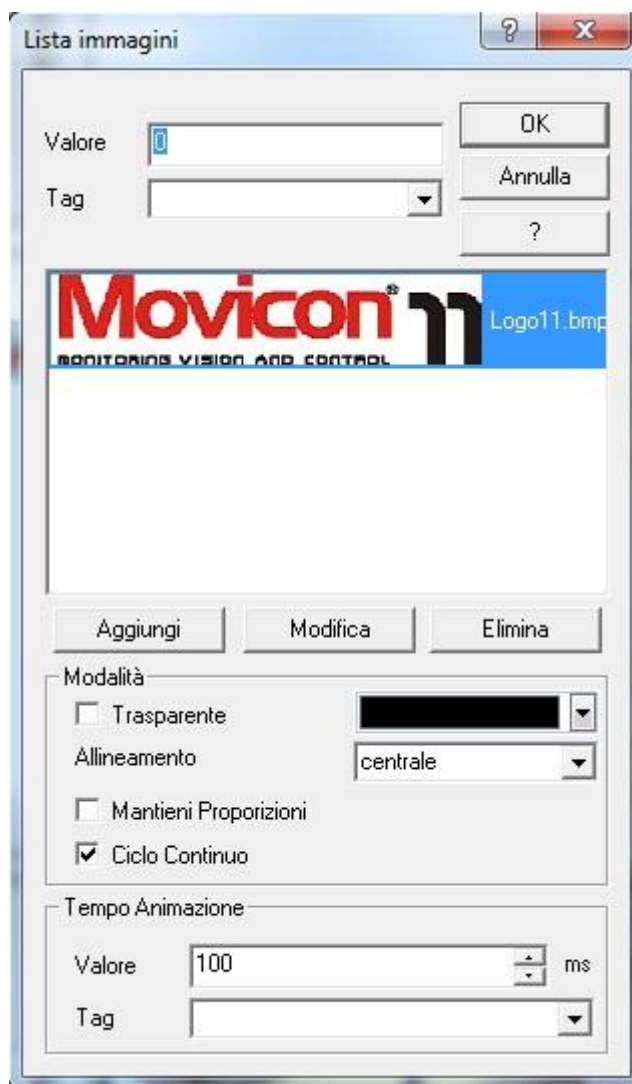 Lista immagini
?
X
Valore
0
OK
Tag
Annulla
?
Movicon® 11
MONITORING VISION AND CONTROL
Logo11.bmp
Aggiungi
Modifica
Elimina
Modalità
Trasparente
Allineamento
centrale
Mantieni Proporizioni
Ciclo Continuo
Tempo Animazione
Valore
100
ms
Tag